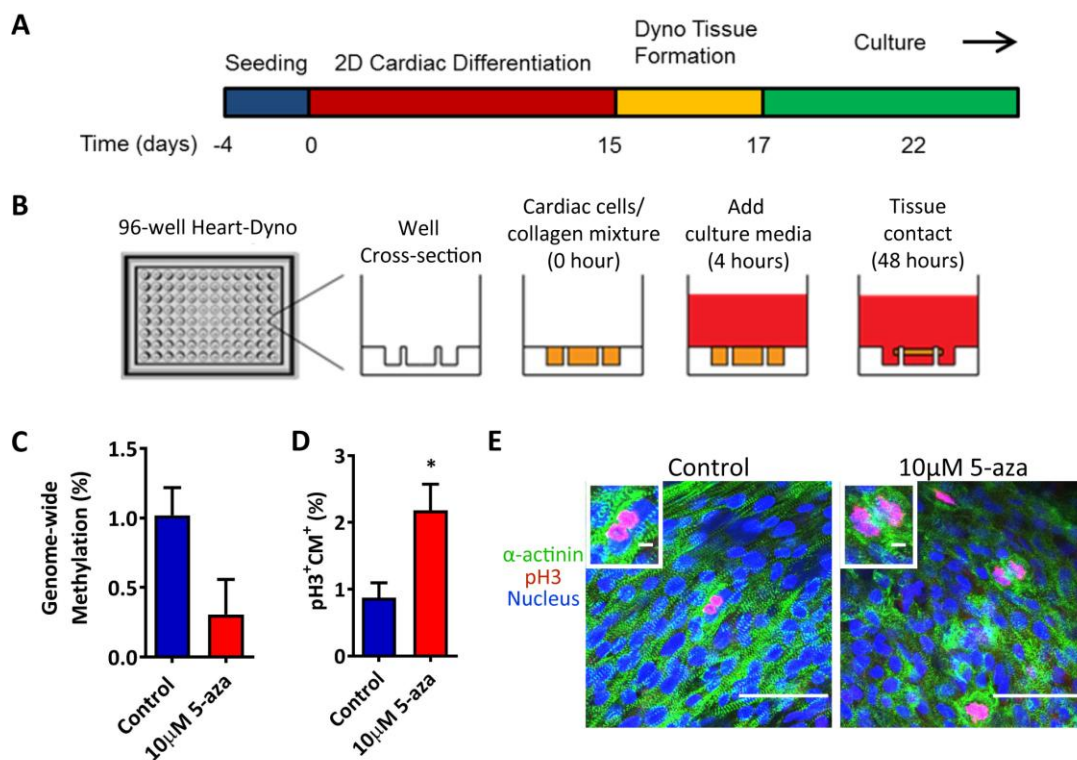 A
Seeding
2D Cardiac Differentiation
Dyno Tissue
Formation
Culture
Time (days)
-4
0
15
17
22
B
96-well Heart-Dyno
Well
Cross-section
Cardiac cells/
collagen mixture
(0 hour)
Add
culture media
(4 hours)
Tissue
contact
(48 hours)
C
Genome-wide
Methylation (%)
1.5
1.0
0.5
0.0
Control
10μM 5-aza
D
pH3⁺CM⁺ (%)
3
2
1
0
*
Control
10μM 5-aza
E
Control
10μM 5-aza
α-actinin
pH3
Nucleus